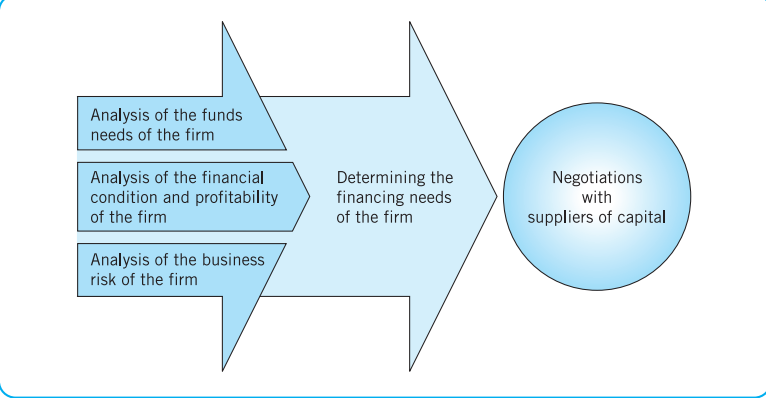 Analysis of the funds
needs of the firm
Analysis of the financial
condition and profitability
of the firm
Analysis of the business
risk of the firm
Determining the
financing needs
of the firm
Negotiations
with
suppliers of capital